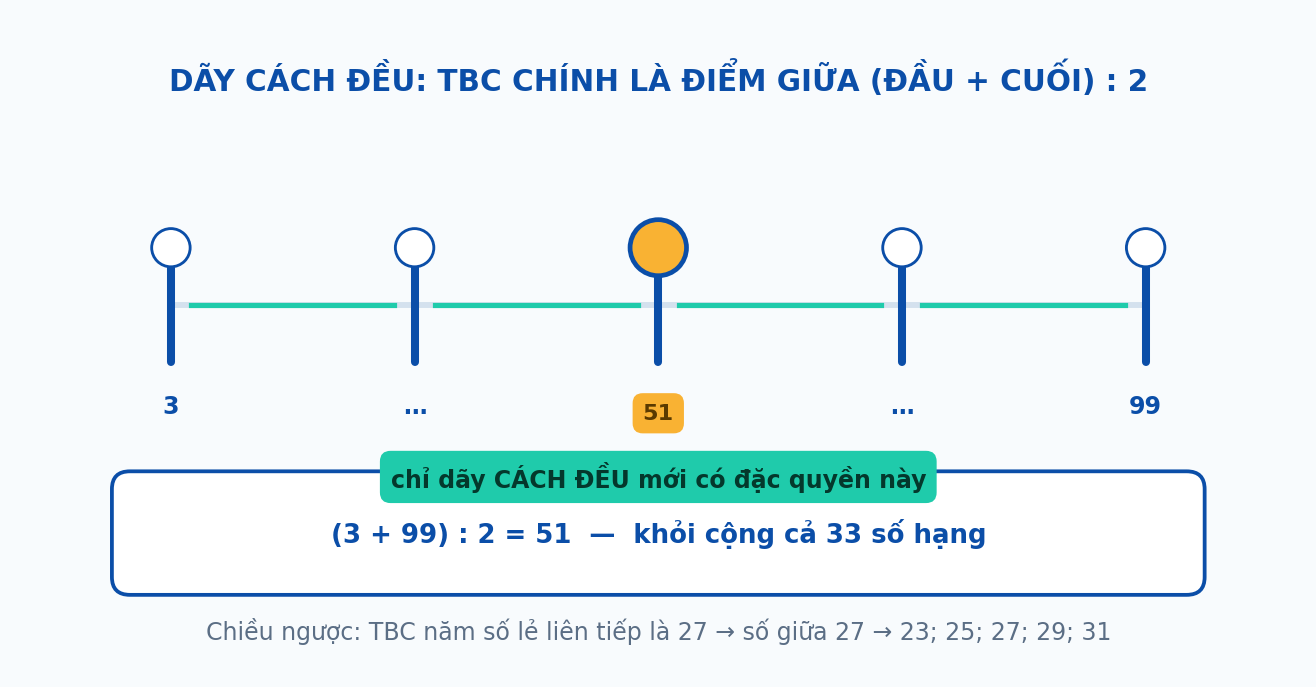 DÃY CÁCH ĐỀU: TBC CHÍNH LÀ ĐIỂM GIỮA (ĐẦU + CUỐI) : 2
3 ... 51 ... 99
chỉ dãy CÁCH ĐỀU mới có đặc quyền này
(3 + 99) : 2 = 51 — khỏi cộng cả 33 số hạng
Chiều ngược: TBC năm số lẻ liên tiếp là 27 → số giữa 27 → 23; 25; 27; 29; 31